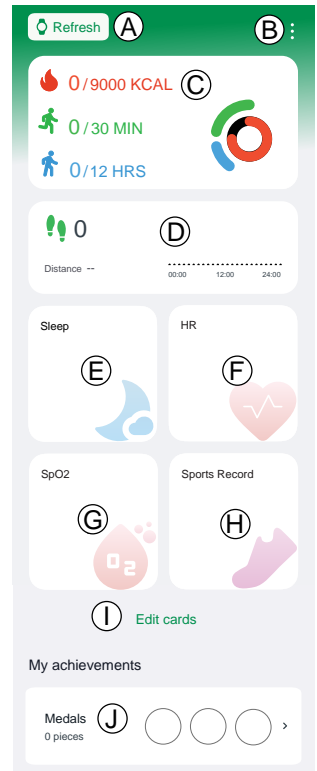 Refresh A B
0/9000 KCAL C
0/30 MIN
0/12 HRS
0 D
Distance --
00:00 12:00 24:00
Sleep HR
E F
SpO2 Sports Record
G H
O2
I Edit cards
My achievements
Medals J
0 pieces
>